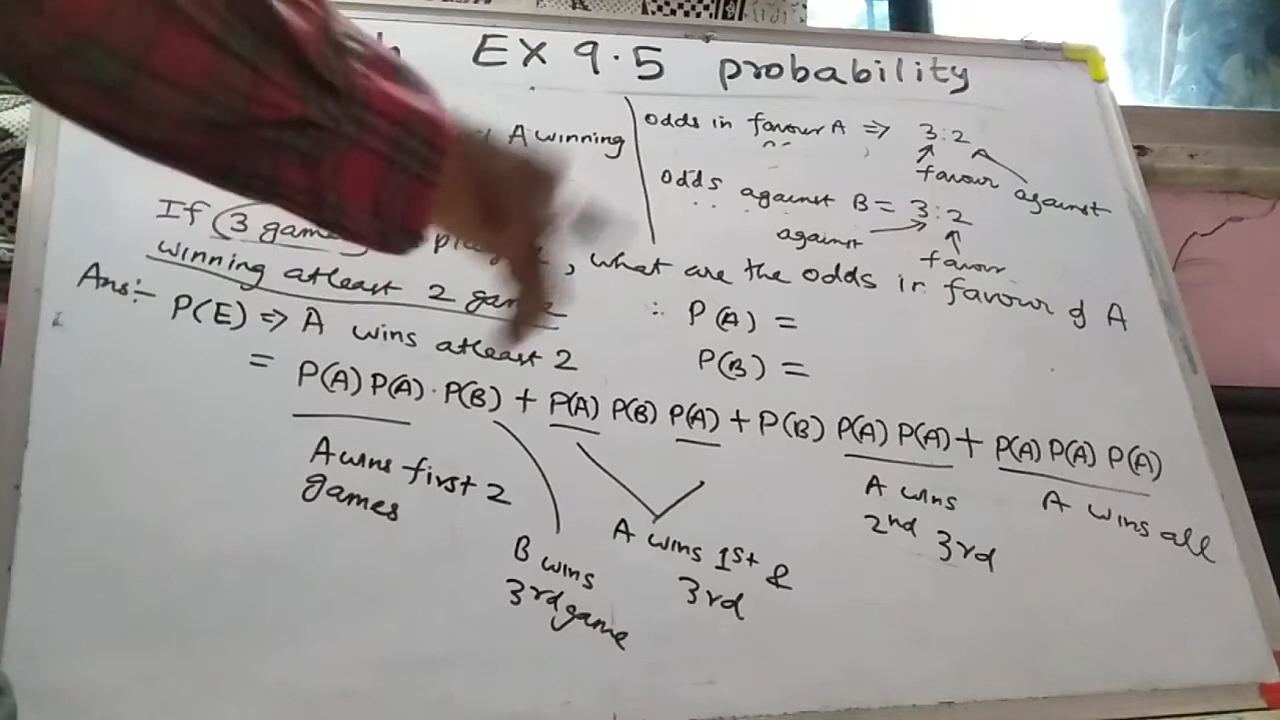 EX 9.5 probability
A winning
Odds in favour A ⇒ 3:2
favour against
Odds against B = 3:2
against favour
If 3 game, what are the odds in favour of A
winning atleast 2 game
Ans:- P(E) ⇒ A wins atleast 2
∴ P(A) =
P(B) =
= P(A) P(A) · P(B) + P(A) P(B) P(A) + P(B) P(A) P(A) + P(A) P(A) P(A)
A wins first 2
games
B wins
3rd game
A wins 1st &
3rd
A wins
2nd 3rd
A wins all